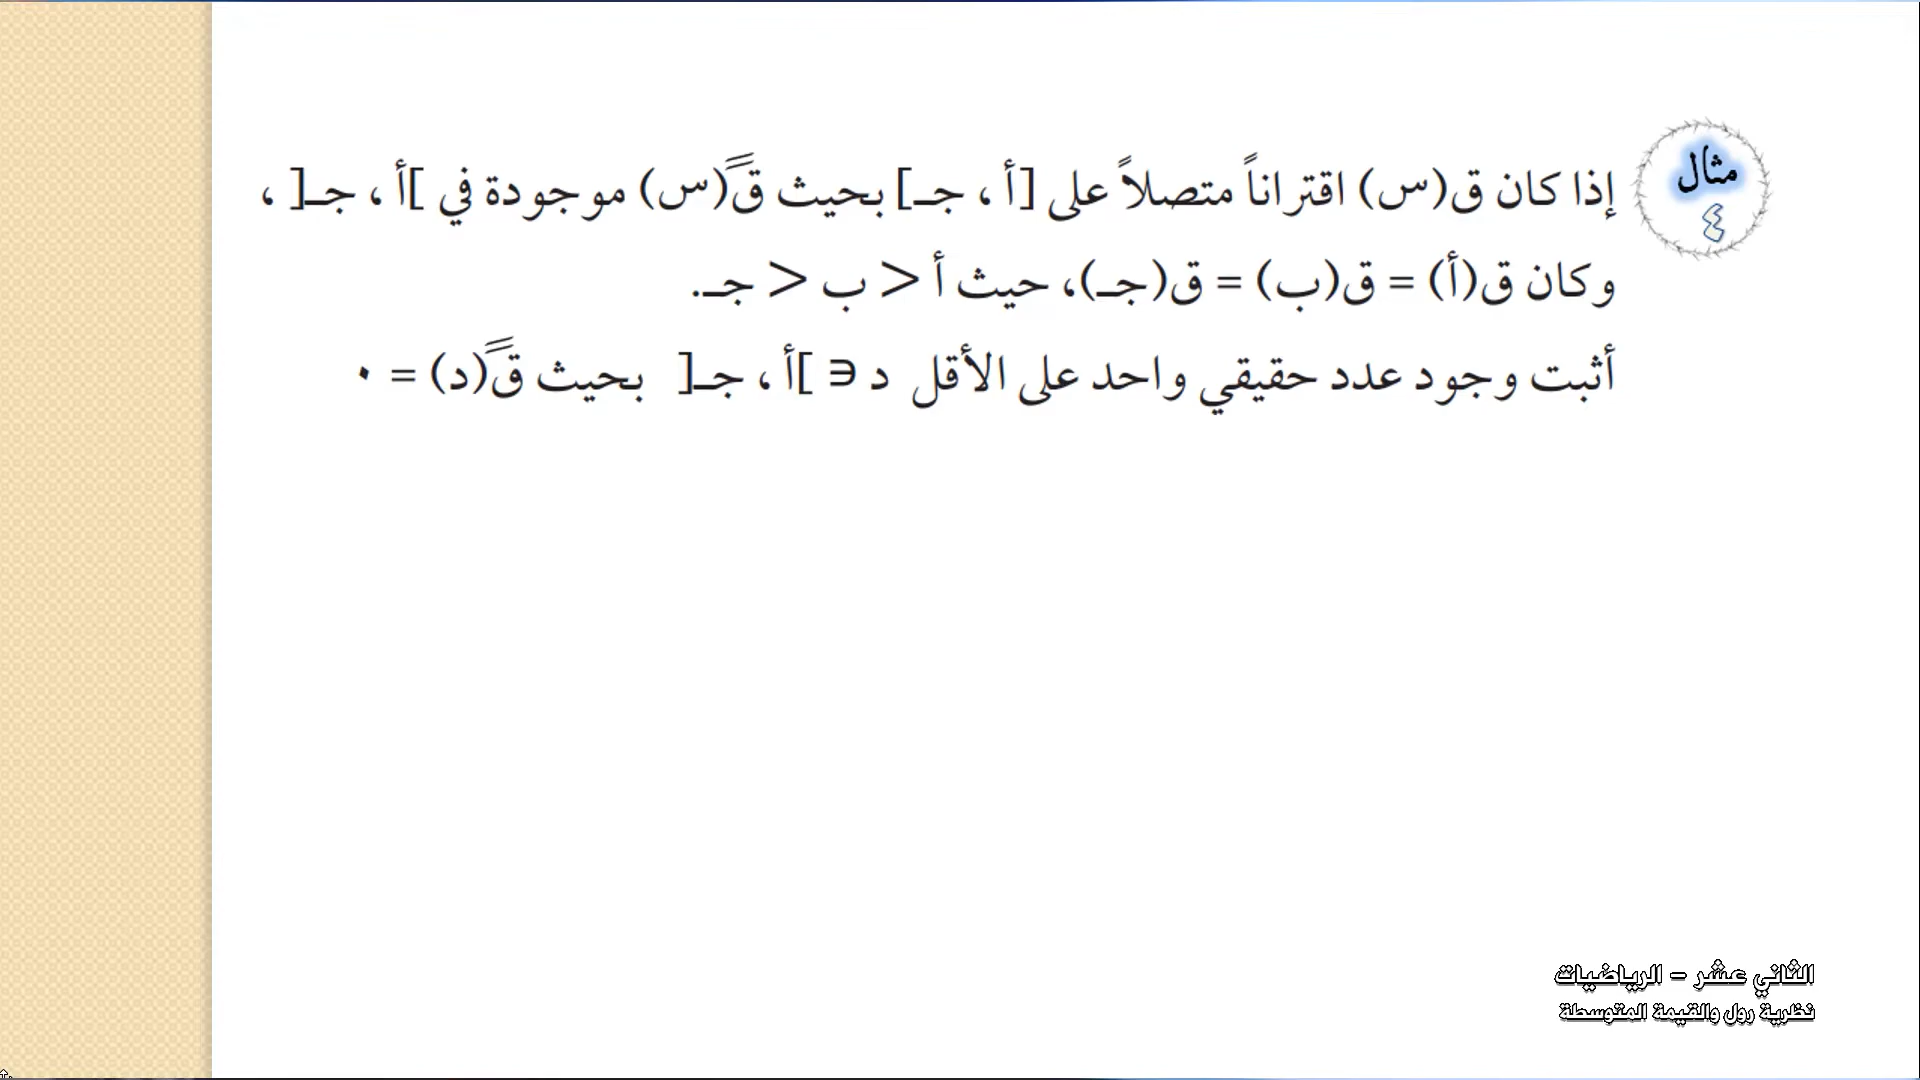 مثال
٤
إذا كان ق(س) اقتراناً متصلاً على [أ ، جـ] بحيث قً(س) موجودة في ]أ ، جـ[ ،
وكان ق(أ) = ق(ب) = ق(جـ)، حيث أ < ب < جـ.
أثبت وجود عدد حقيقي واحد على الأقل د ∈ ]أ ، جـ[ بحيث قً(د) = ٠
الثاني عشر – الرياضيات
نظرية رول والقيمة المتوسطة